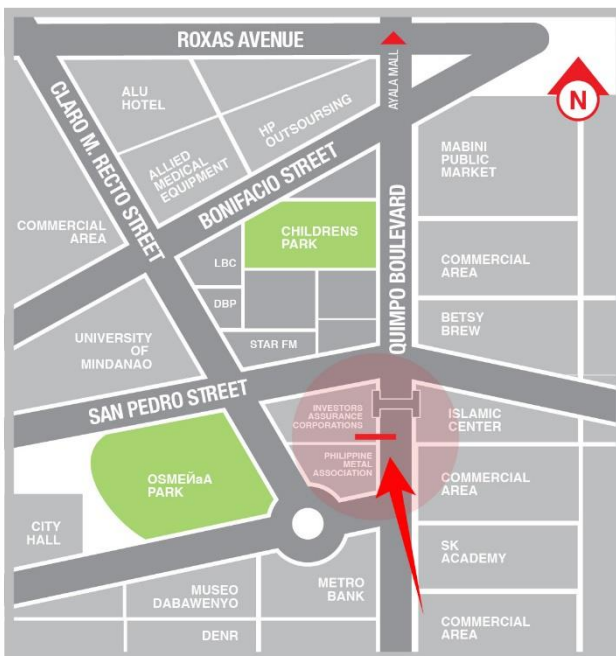 ROXAS AVENUE
AYALA MALL
N
ALU
HOTEL
HP
OUTSOURSING
ALLIED
MEDICAL
EQUIPMENT
CLARO M. RECTO STREET
BONIFACIO STREET
MABINI
PUBLIC
MARKET
COMMERCIAL
AREA
CHILDRENS
PARK
QUIMPO BOULEVARD
LBC
COMMERCIAL
AREA
DBP
UNIVERSITY
OF
MINDANAO
STAR FM
BETSY
BREW
SAN PEDRO STREET
INVESTORS
ASSURANCE
CORPORATIONS
ISLAMIC
CENTER
PHILIPPINE
METAL
ASSOCIATION
OSMEЙaA
PARK
COMMERCIAL
AREA
CITY
HALL
SK
ACADEMY
MUSEO
DABAWENYO
METRO
BANK
DENR
COMMERCIAL
AREA